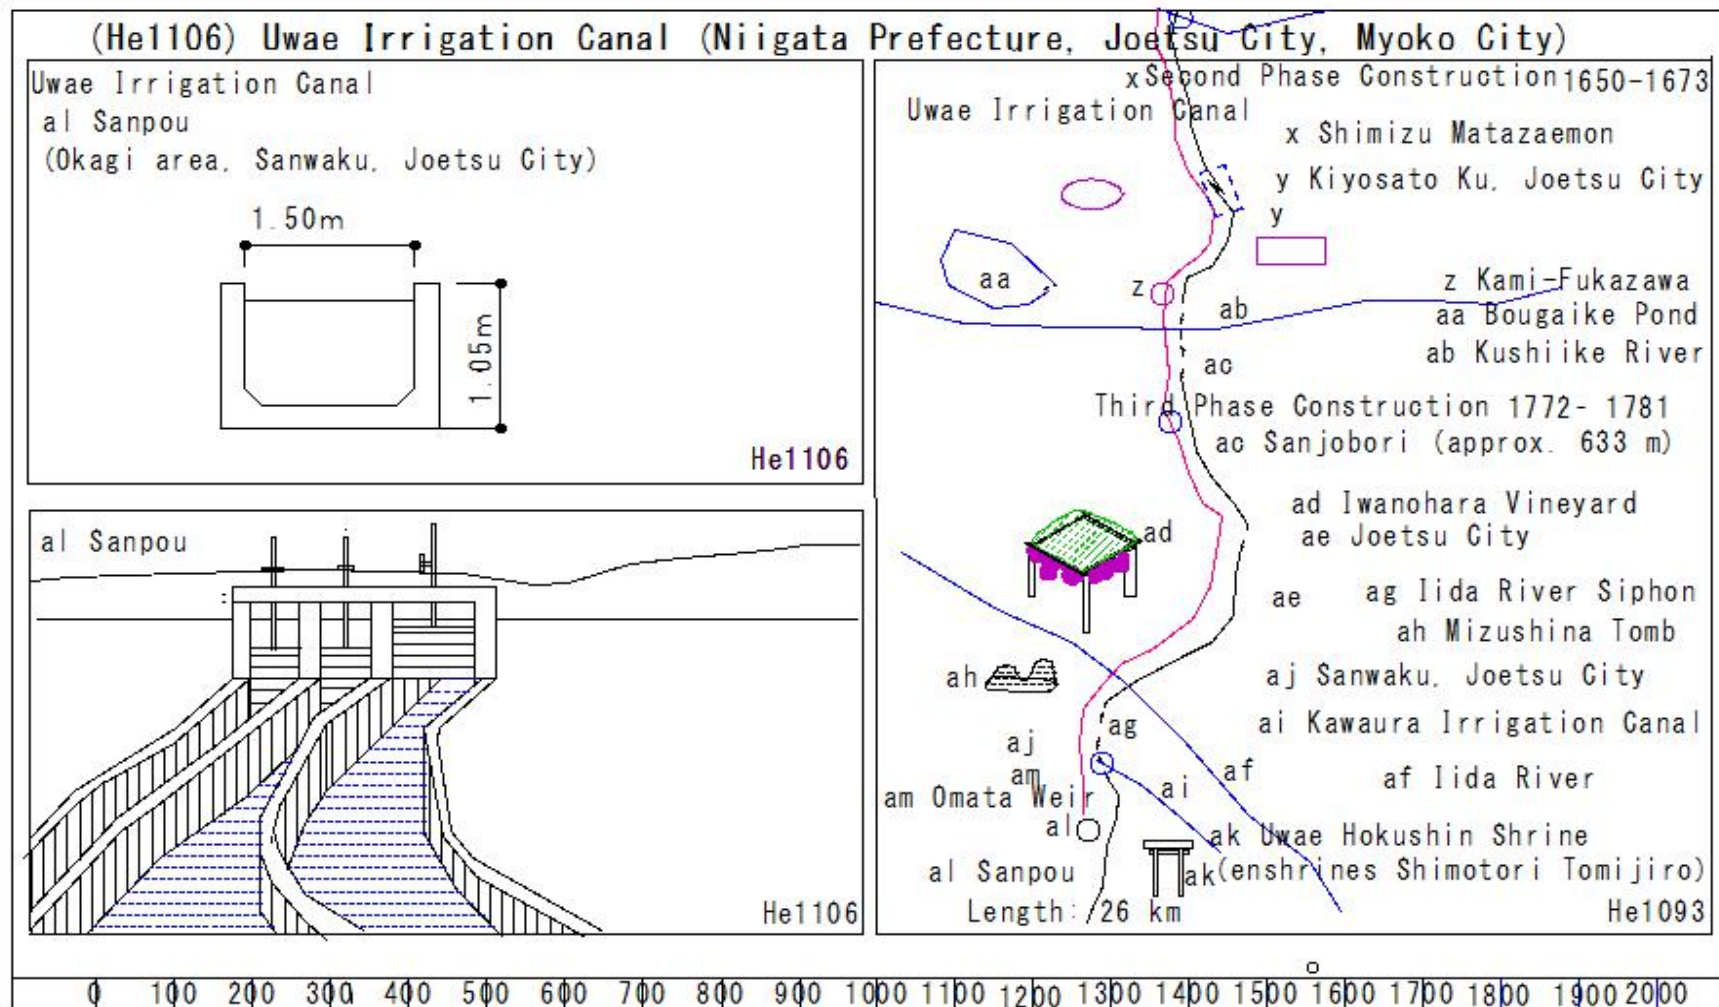 (He1106) Uwae Irrigation Canal (Niigata Prefecture, Joetsu City, Myoko City)
Uwae Irrigation Canal
al Sanpou
(Okagi area, Sanwaku, Joetsu City)
1.50m
1.05m
He1106
al Sanpou
He1106
xSecond Phase Construction 1650-1673
Uwae Irrigation Canal
x Shimizu Matazaemon
y Kiyosato Ku, Joetsu City
y
aa
z
z Kami-Fukazawa
ab
aa Bougaike Pond
ab Kushiike River
ac
Third Phase Construction 1772- 1781
ac Sanjobori (approx. 633 m)
ad Iwanohara Vineyard
ad
ae Joetsu City
ae
ag Iida River Siphon
ah Mizushina Tomb
ah
aj Sanwaku, Joetsu City
ag
ai Kawaura Irrigation Canal
aj
am
af
af Iida River
ai
am Omata Weir
al
ak Uwae Hokushin Shrine
al Sanpou
ak(enshrines Shimotori Tomijiro)
Length: 26 km
He1093
0 100 200 300 400 500 600 700 800 900 1000 1100 1200 1300 1400 1500 1600 1700 1800 1900 2000